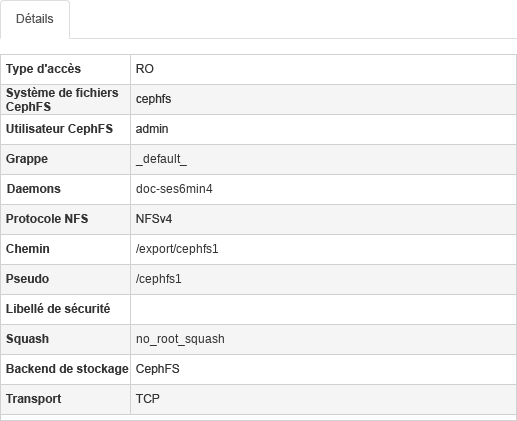 Détails
Type d'accès RO
Système de fichiers
CephFS cephfs
Utilisateur CephFS admin
Grappe _default_
Daemons doc-ses6min4
Protocole NFS NFSv4
Chemin /export/cephfs1
Pseudo /cephfs1
Libellé de sécurité
Squash no_root_squash
Backend de stockage CephFS
Transport TCP